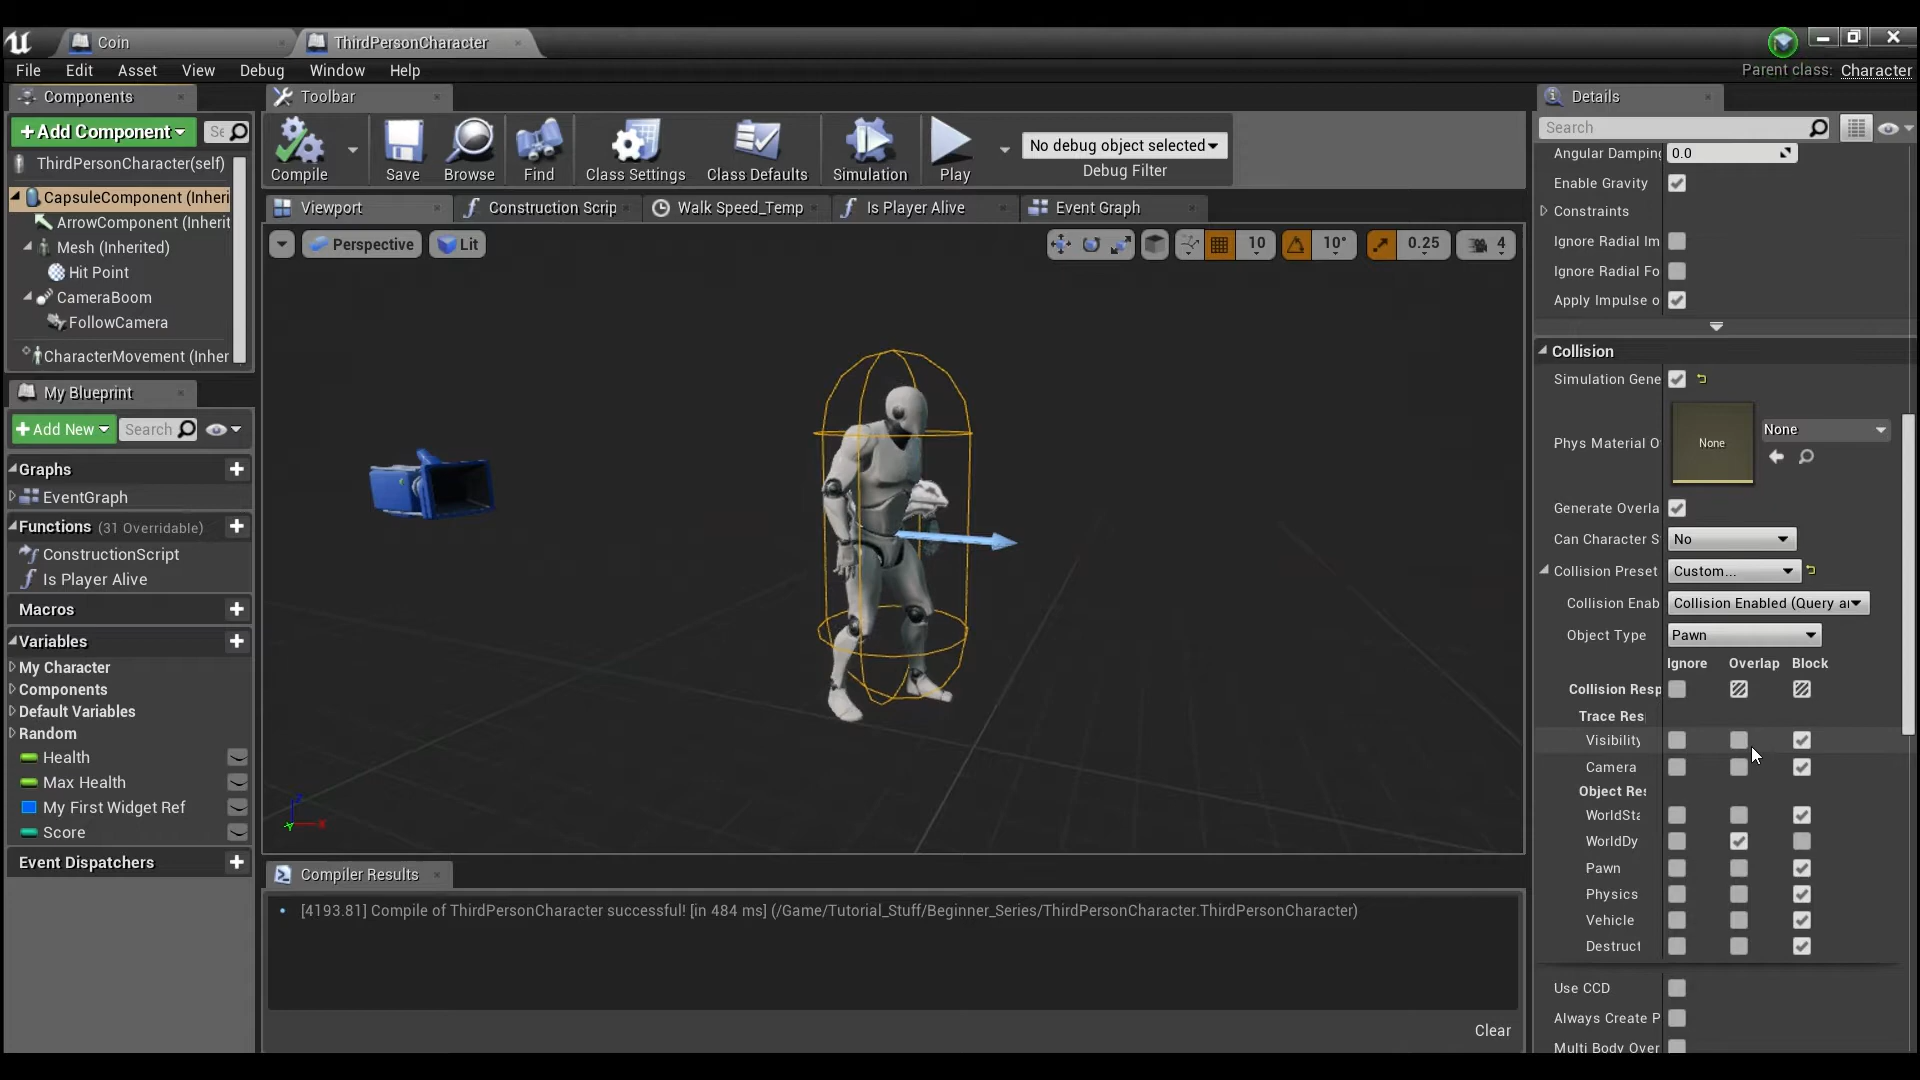 Coin
ThirdPersonCharacter
File Edit Asset View Debug Window Help
Parent class: Character
Components
+Add Component
Se
ThirdPersonCharacter(self)
CapsuleComponent (Inheri
ArrowComponent (Inherit
Mesh (Inherited)
Hit Point
CameraBoom
FollowCamera
CharacterMovement (Inher
My Blueprint
+Add New
Search
Graphs
EventGraph
Functions (31 Overridable)
ConstructionScript
Is Player Alive
Macros
Variables
My Character
Components
Default Variables
Random
Health
Max Health
My First Widget Ref
Score
Event Dispatchers
Toolbar
Compile
Save
Browse
Find
Class Settings
Class Defaults
Simulation
Play
No debug object selected
Debug Filter
Viewport
Construction Scrip
Walk Speed_Temp
Is Player Alive
Event Graph
Perspective
Lit
10
10°
0.25
4
Compiler Results
[4193.81] Compile of ThirdPersonCharacter successful! [in 484 ms] (/Game/Tutorial_Stuff/Beginner_Series/ThirdPersonCharacter.ThirdPersonCharacter)
Clear
Details
Search
Angular Damping 0.0
Enable Gravity
Constraints
Ignore Radial Im
Ignore Radial Fo
Apply Impulse o
Collision
Simulation Gene
Phys Material O
None
None
Generate Overla
Can Character S No
Collision Preset Custom...
Collision Enab Collision Enabled (Query a
Object Type Pawn
Ignore Overlap Block
Collision Resp
Trace Res
Visibility
Camera
Object Res
WorldSta
WorldDy
Pawn
Physics
Vehicle
Destruct
Use CCD
Always Create P
Multi Body Over